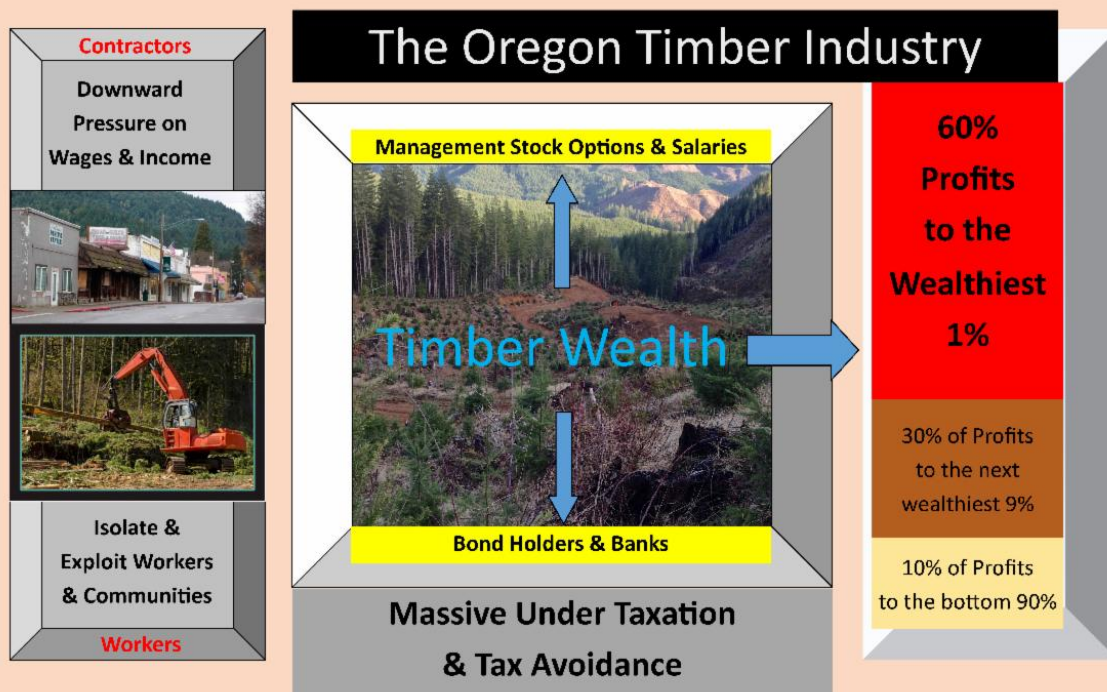 The Oregon Timber Industry
Contractors
Downward
Pressure on
Wages & Income
Isolate &
Exploit Workers
& Communities
Workers
Management Stock Options & Salaries
Timber Wealth
Bond Holders & Banks
Massive Under Taxation
& Tax Avoidance
60%
Profits
to the
Wealthiest
1%
30% of Profits
to the next
wealthiest 9%
10% of Profits
to the bottom 90%